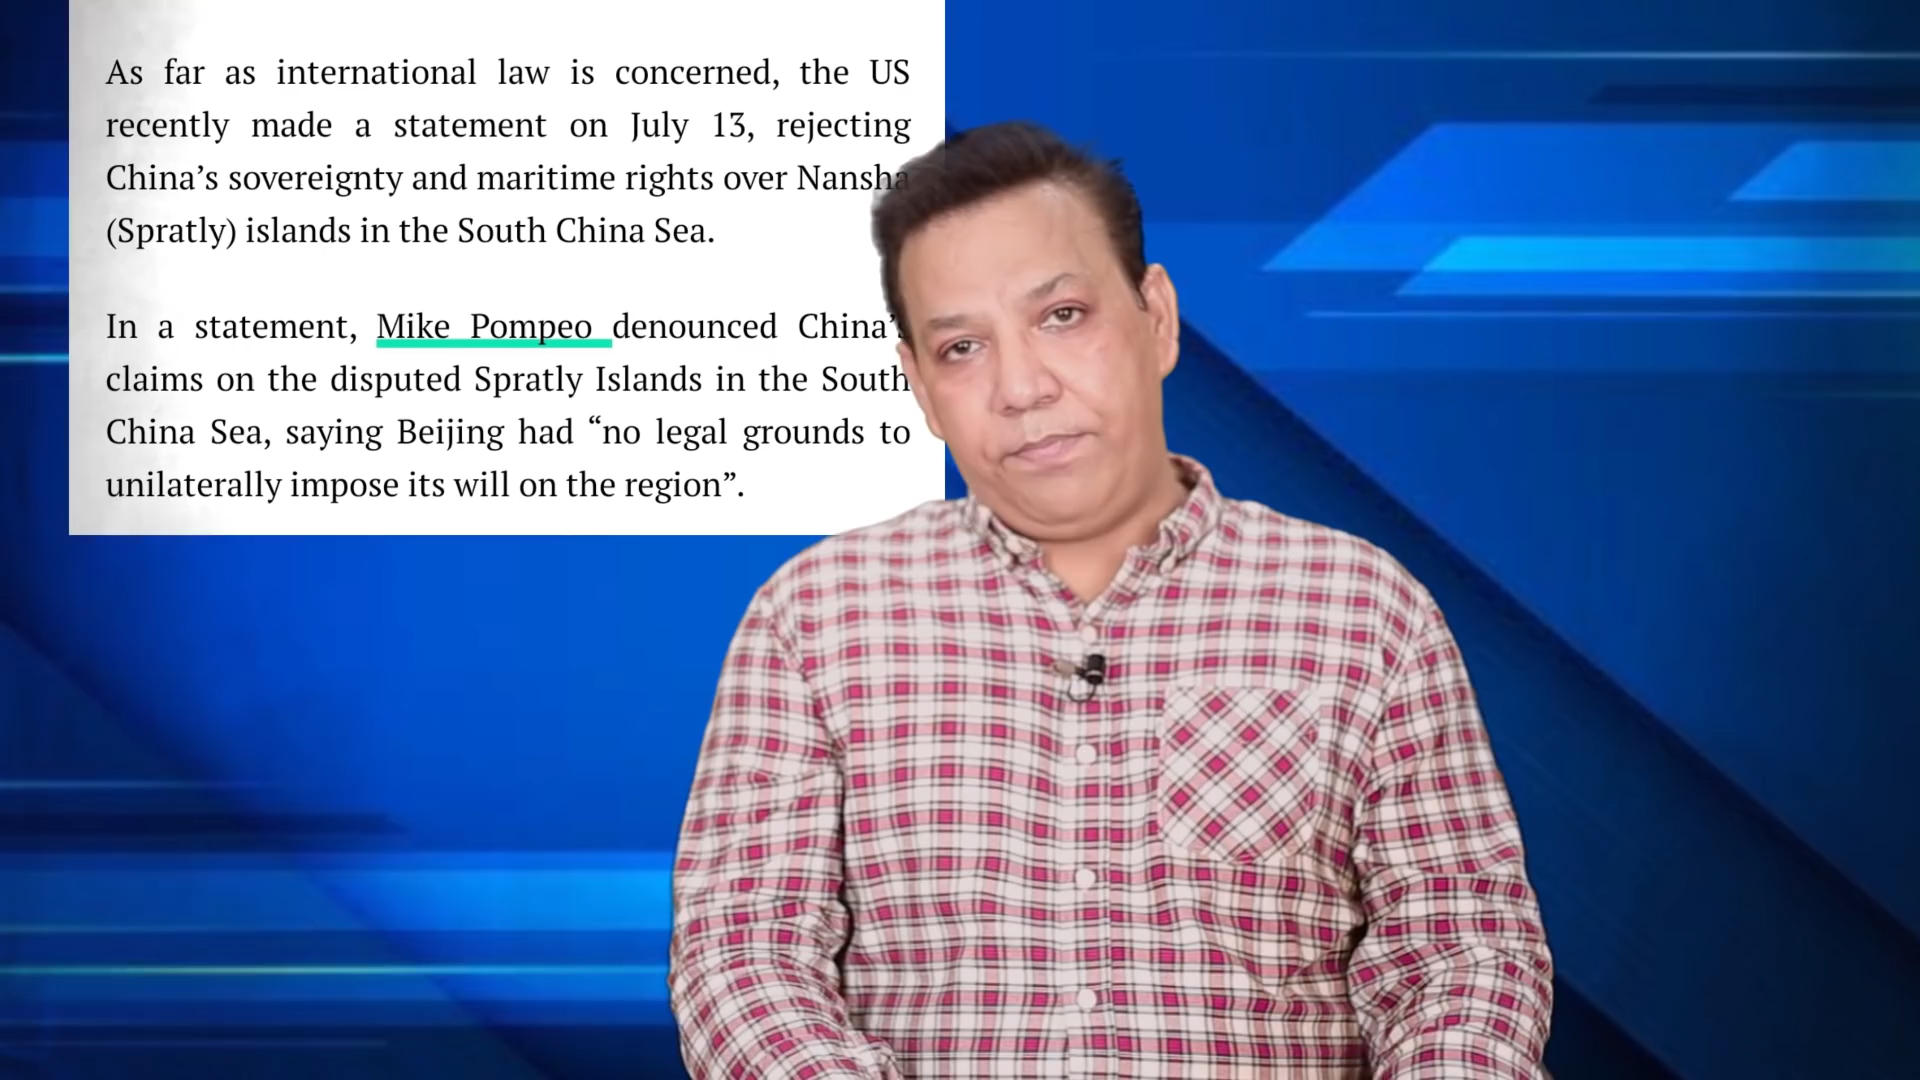 As far as international law is concerned, the US
recently made a statement on July 13, rejecting
China’s sovereignty and maritime rights over Nansha
(Spratly) islands in the South China Sea.
In a statement, Mike Pompeo denounced China’s
claims on the disputed Spratly Islands in the South
China Sea, saying Beijing had “no legal grounds to
unilaterally impose its will on the region”.